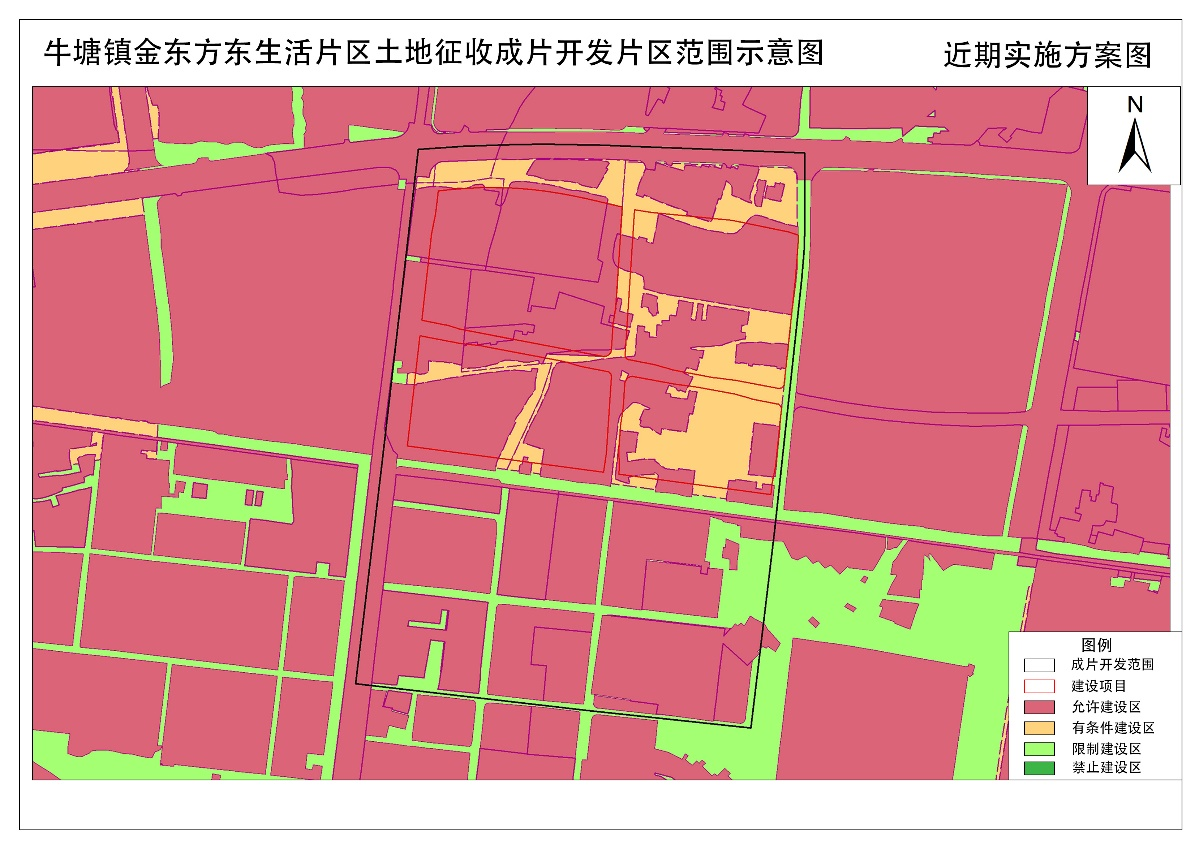 牛塘镇金东方东生活片区土地征收成片开发片区范围示意图
近期实施方案图
N
图例
成片开发范围
建设项目
允许建设区
有条件建设区
限制建设区
禁止建设区